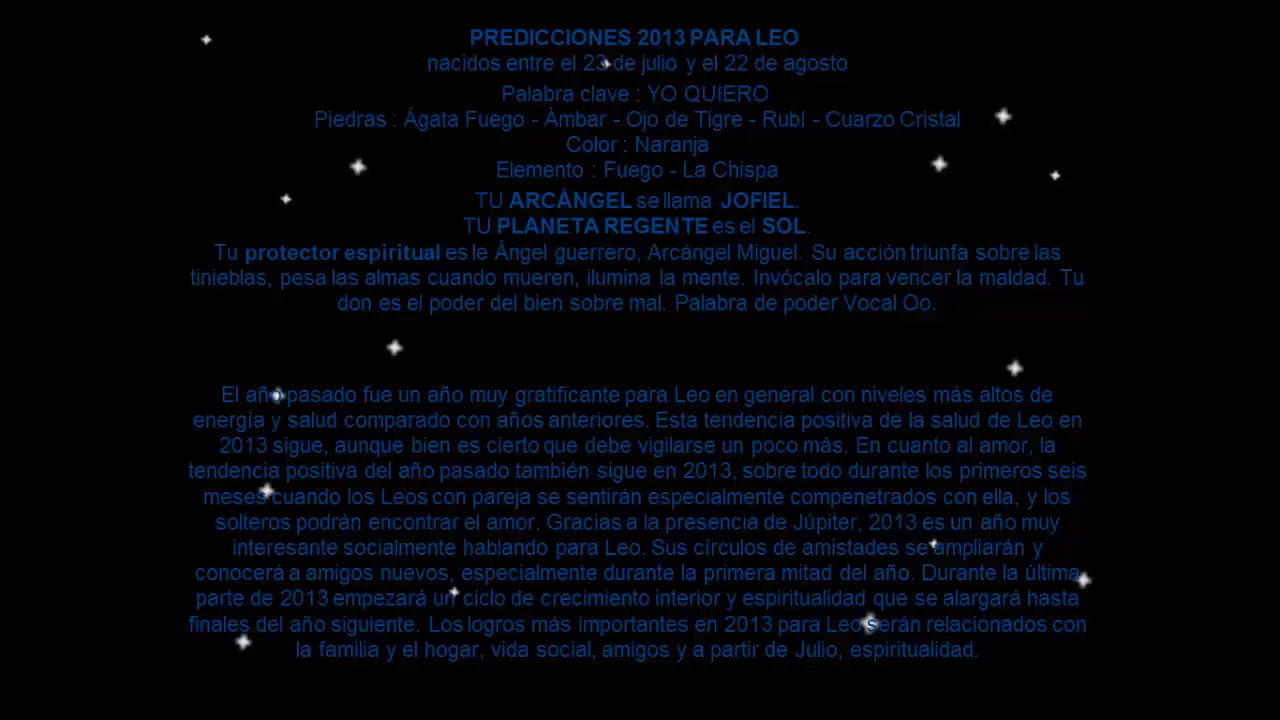 PREDICCIONES 2013 PARA LEO
nacidos entre el 23 de julio y el 22 de agosto
Palabra clave : YO QUIERO
Piedras : Ágata Fuego - Ámbar - Ojo de Tigre - Rubí - Cuarzo Cristal
Color : Naranja
Elemento : Fuego - La Chispa
TU ARCÁNGEL se llama JOFIEL.
TU PLANETA REGENTE es el SOL.
Tu protector espiritual es le Ángel guerrero, Arcángel Miguel. Su acción triunfa sobre las
tinieblas, pesa las almas cuando mueren, ilumina la mente. Invócalo para vencer la maldad. Tu
don es el poder del bien sobre mal. Palabra de poder Vocal Oo.
El año pasado fue un año muy gratificante para Leo en general con niveles más altos de
energía y salud comparado con años anteriores. Esta tendencia positiva de la salud de Leo en
2013 sigue, aunque bien es cierto que debe vigilarse un poco más. En cuanto al amor, la
tendencia positiva del año pasado también sigue en 2013, sobre todo durante los primeros seis
meses cuando los Leos con pareja se sentirán especialmente compenetrados con ella, y los
solteros podrán encontrar el amor. Gracias a la presencia de Júpiter, 2013 es un año muy
interesante socialmente hablando para Leo. Sus círculos de amistades se ampliarán y
conocerá a amigos nuevos, especialmente durante la primera mitad del año. Durante la última
parte de 2013 empezará un ciclo de crecimiento interior y espiritualidad que se alargará hasta
finales del año siguiente. Los logros más importantes en 2013 para Leo serán relacionados con
la familia y el hogar, vida social, amigos y a partir de Julio, espiritualidad.